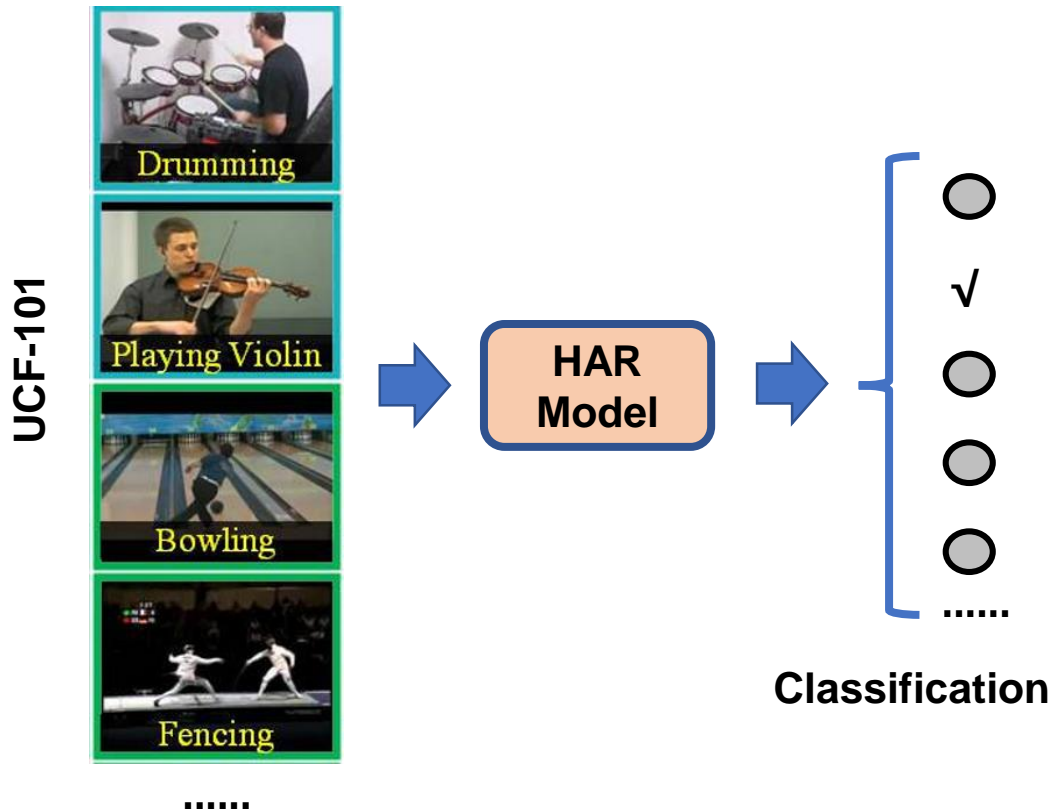 UCF-101
Drumming
Playing Violin
Bowling
Fencing
......
HAR
Model
√
......
Classification